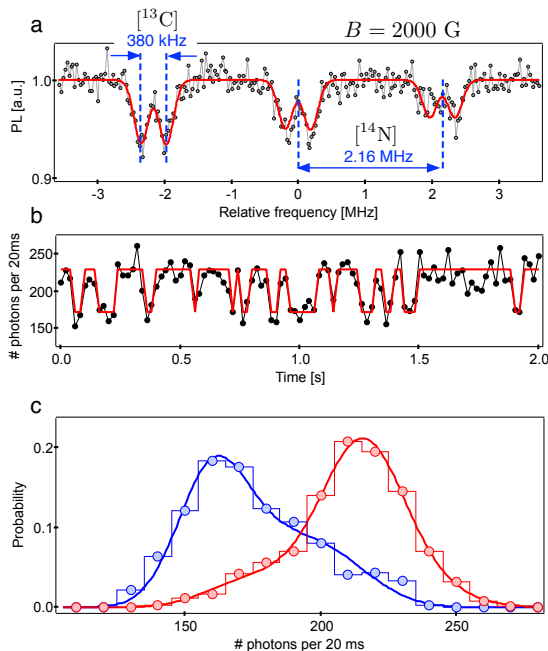 a
[¹³C]
380 kHz
B = 2000 G
PL [a.u.]
1.0
0.9
[¹⁴N]
2.16 MHz
-3 -2 -1 0 1 2 3
Relative frequency [MHz]
b
# photons per 20ms
250
200
150
0.0 0.5 1.0 1.5 2.0
Time [s]
c
Probability
0.2
0.1
0.0
150 200 250
# photons per 20 ms